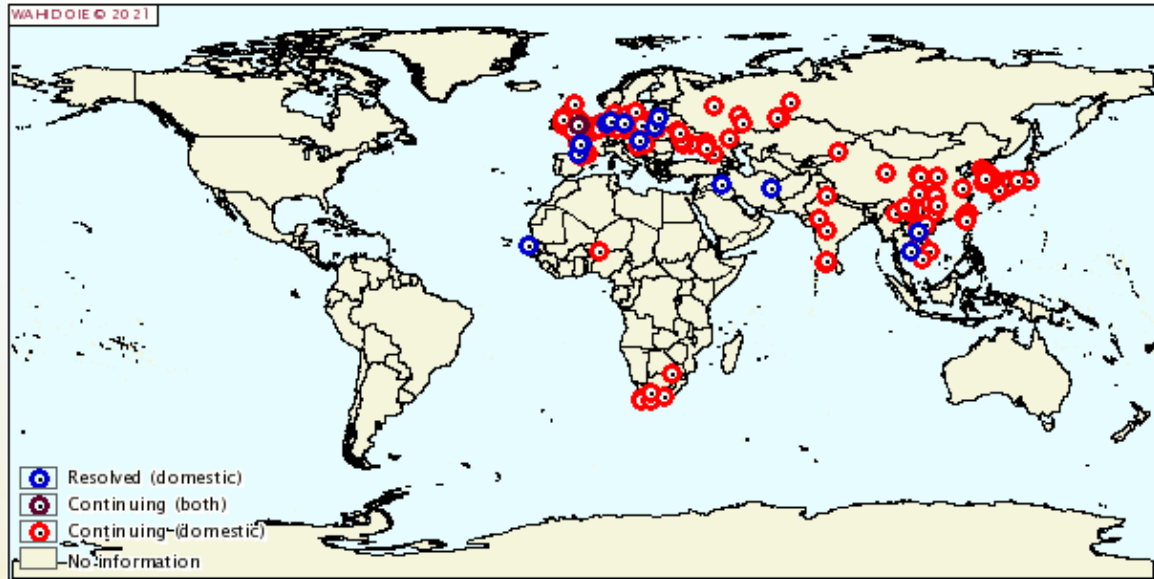 WAHIDOIE © 2021
Resolved (domestic)
Continuing (both)
Continuing (domestic)
No information